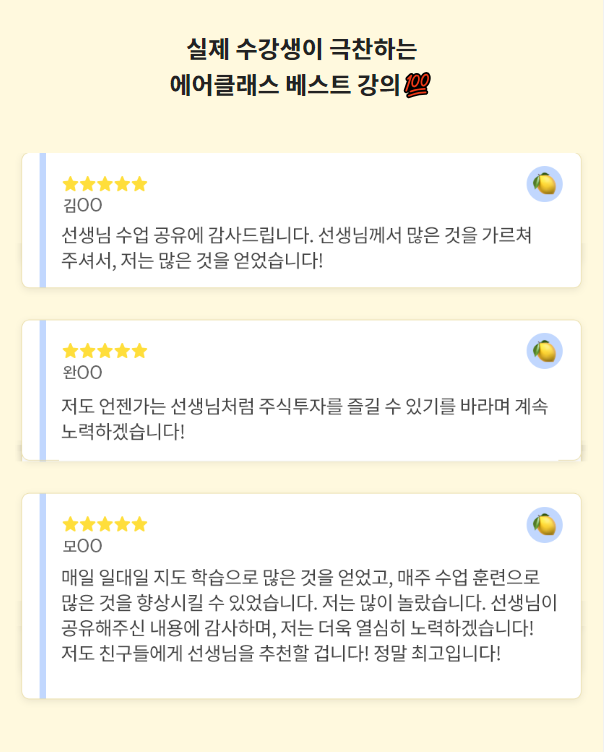 실제 수강생이 극찬하는
에어클래스 베스트 강의💯
김OO
선생님 수업 공유에 감사드립니다. 선생님께서 많은 것을 가르쳐
주셔서, 저는 많은 것을 얻었습니다!
완OO
저도 언젠가는 선생님처럼 주식투자를 즐길 수 있기를 바라며 계속
노력하겠습니다!
모OO
매일 일대일 지도 학습으로 많은 것을 얻었고, 매주 수업 훈련으로
많은 것을 향상시킬 수 있었습니다. 저는 많이 놀랐습니다. 선생님이
공유해주신 내용에 감사하며, 저는 더욱 열심히 노력하겠습니다!
저도 친구들에게 선생님을 추천할 겁니다! 정말 최고입니다!